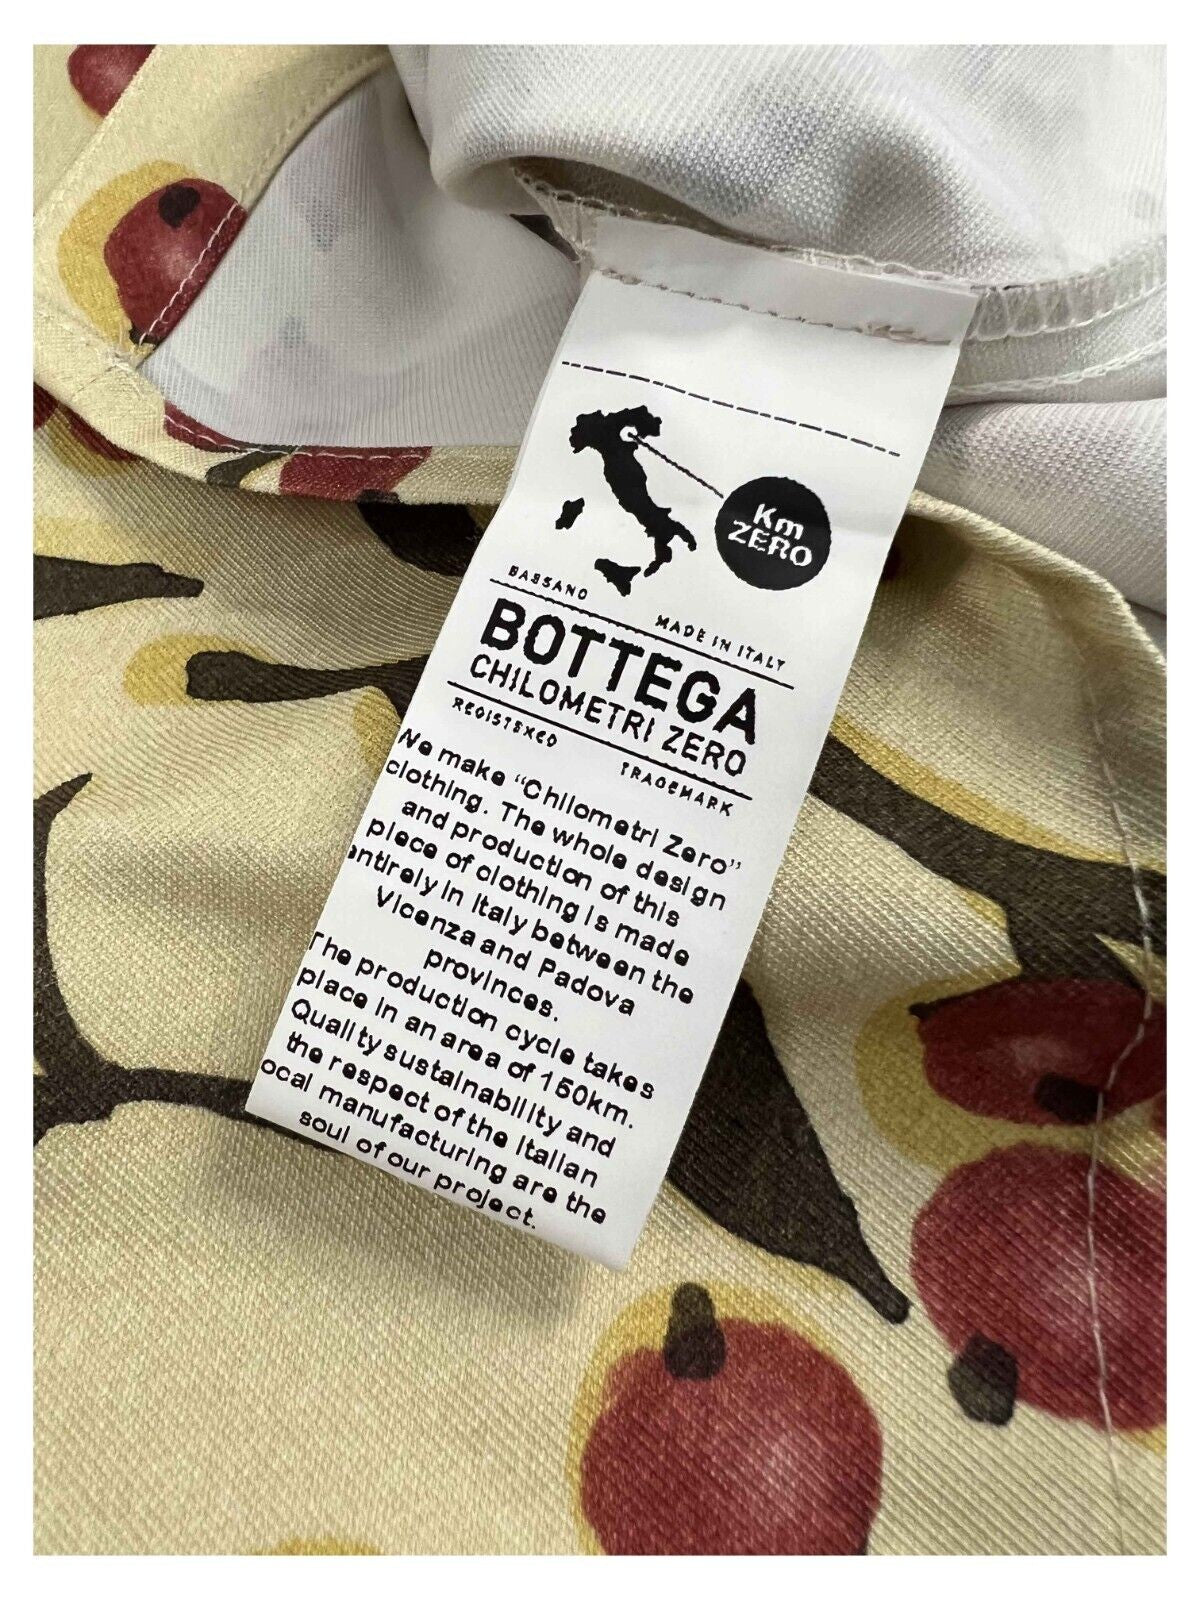 Km
ZERO
BASSANO MADE IN ITALY
BOTTEGA
CHILOMETRI ZERO
REGISTERED TRADEMARK
We make “Chilometri Zero”
clothing. The whole design
and production of this
piece of clothing is made
entirely in Italy between the
Vicenza and Padova
provinces.
The production cycle takes
place in an area of 150km.
Quality sustainability and
the respect of the Italian
ocal manufacturing are the
soul of our project.